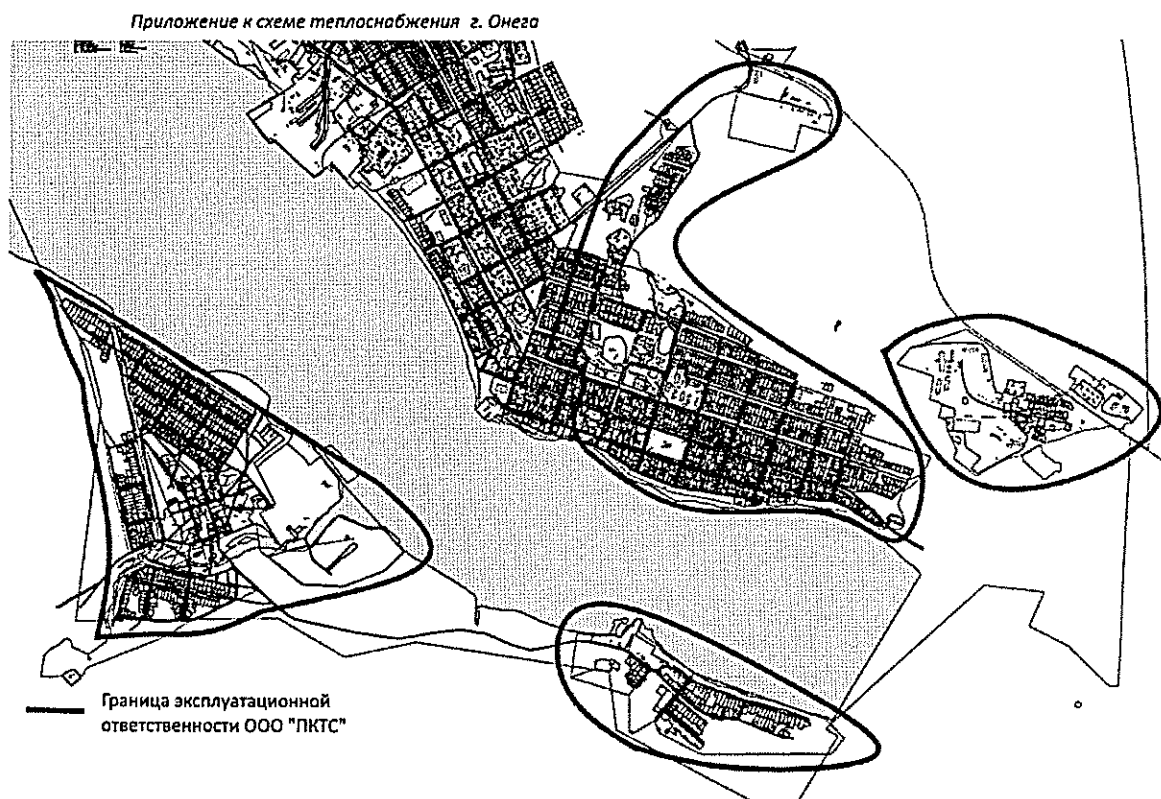 Приложение к схеме теплоснабжения г. Онега
Граница эксплуатационной
ответственности ООО "ПКТС"